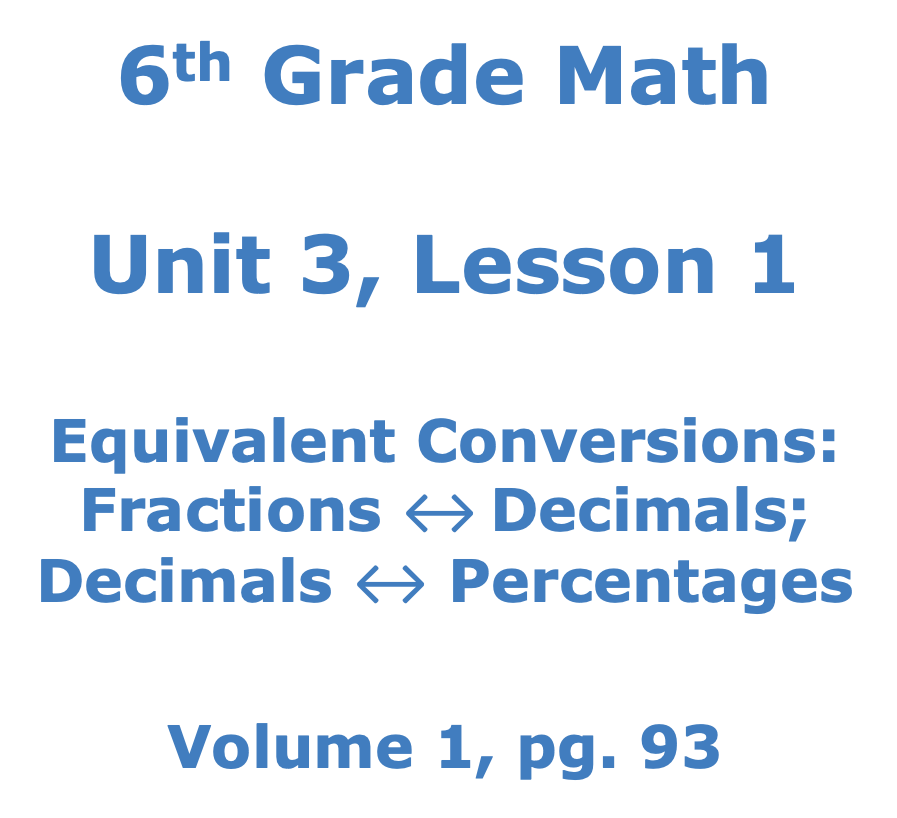 6th Grade Math
Unit 3, Lesson 1
Equivalent Conversions:
Fractions ↔ Decimals;
Decimals ↔ Percentages
Volume 1, pg. 93